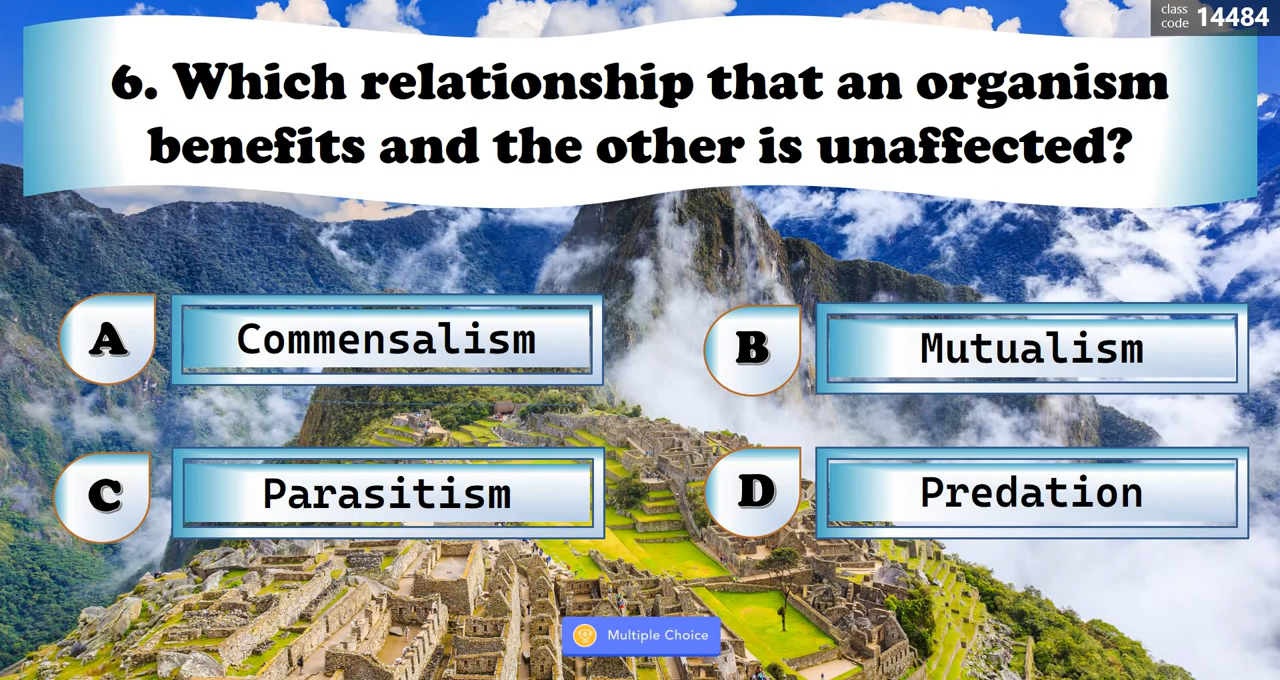 class
code 14484
6. Which relationship that an organism
benefits and the other is unaffected?
A Commensalism
B Mutualism
C Parasitism
D Predation
Multiple Choice